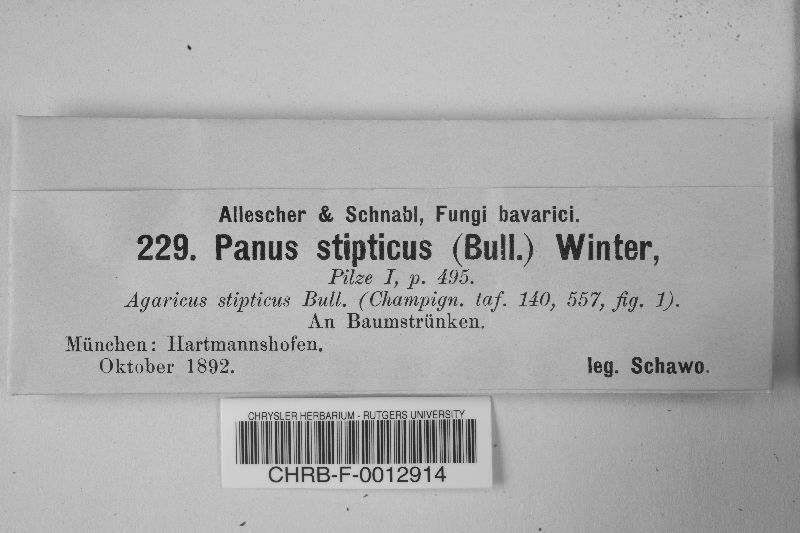 Allescher & Schnabl, Fungi bavarici.
229. Panus stipticus (Bull.) Winter,
Pilze I, p. 495.
Agaricus stipticus Bull. (Champign. taf. 140, 557, fig. 1).
An Baumstrünken.
München: Hartmannshofen.
Oktober 1892.
leg. Schawo.
CHRYSLER HERBARIUM - RUTGERS UNIVERSITY
CHRB-F-0012914